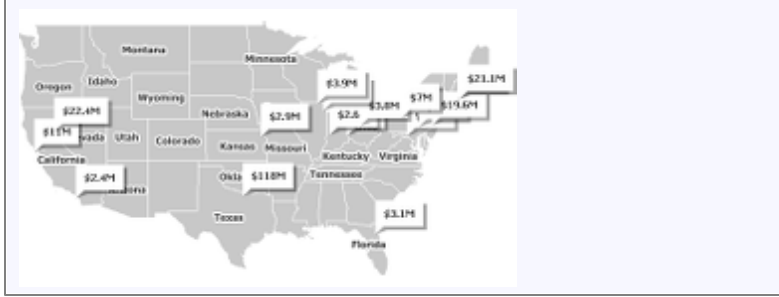 Montana
Minnesota
$21.1M
Oregon
Idaho
$3.9M
Wyoming
$7M
$3.8M
$19.6M
$22.4M
Nebraska
$2.9M
$2.6
$11M
vada
Utah
Colorado
Kansas
Missouri
California
Kentucky
Virginia
$2.4M
ona
Okla
$118M
Tennessee
Texas
$3.1M
Florida